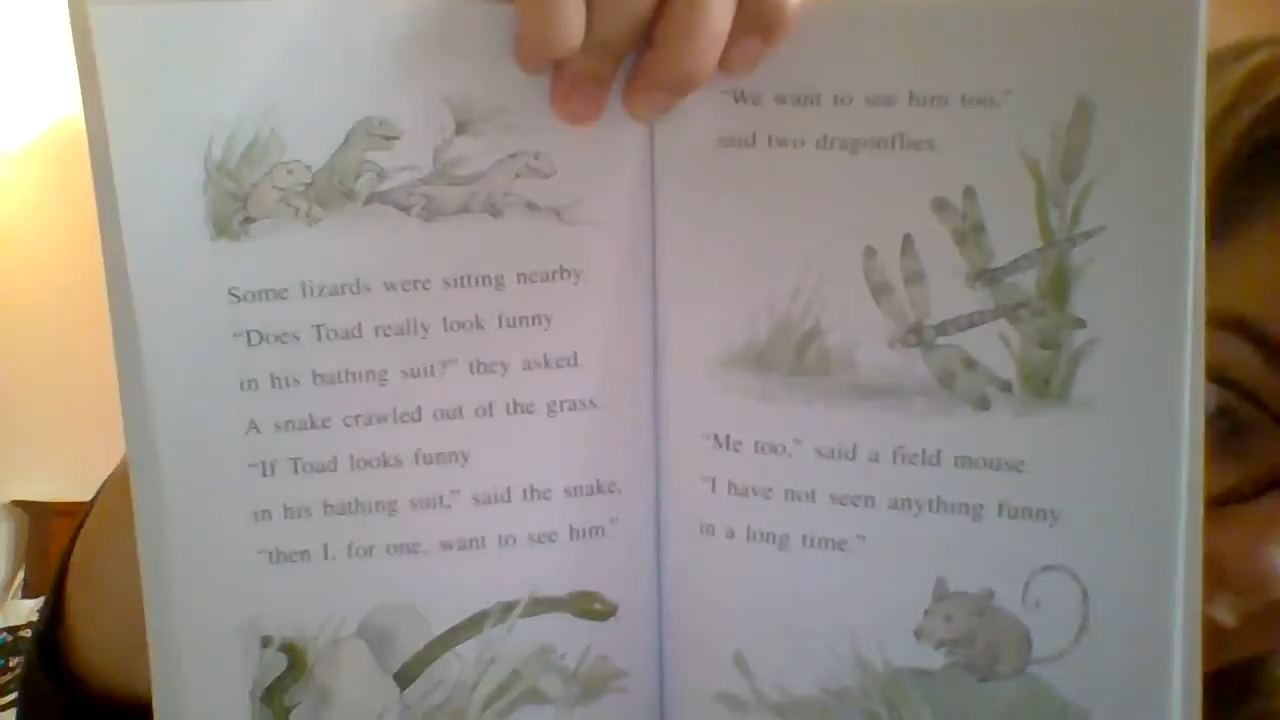 Some lizards were sitting nearby
"Does Toad really look funny
in his bathing suit?" they asked.
A snake crawled out of the grass
"If Toad looks funny
in his bathing suit," said the snake,
"then I, for one, want to see him."
"We want to see him too,"
said two dragonflies.
"Me too," said a field mouse.
"I have not seen anything funny
in a long time."